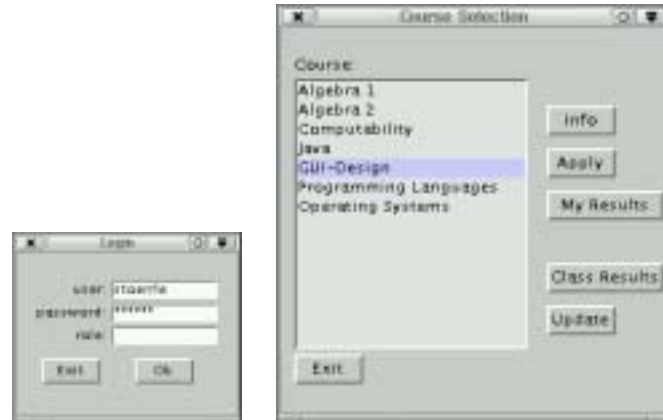 Login
user:
password: ******
role:
Exit
Ok
Course Selection
Course:
Algebra 1
Algebra 2
Computability
Java
GUI-Design
Programming Languages
Operating Systems
Info
Apply
My Results
Class Results
Update
Exit